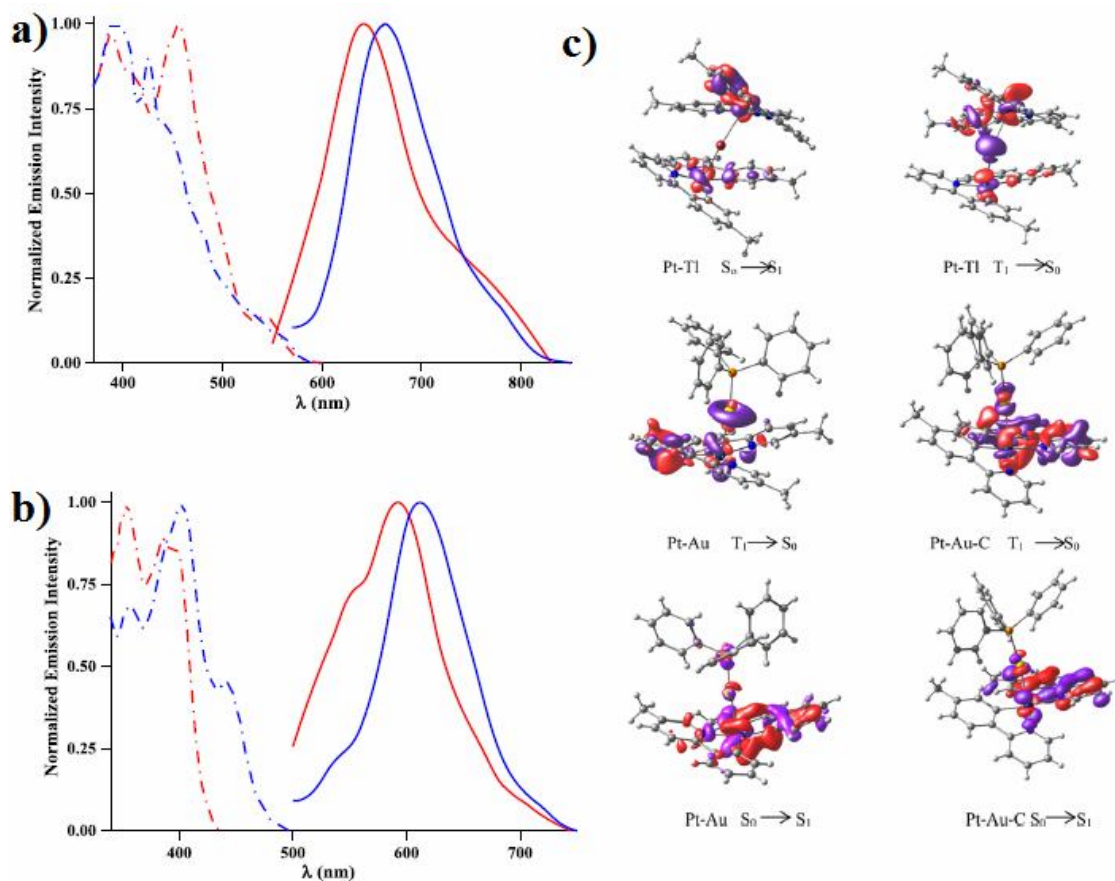 a)
Normalized Emission Intensity
1.00
0.75
0.50
0.25
0.00
400 500 600 700 800
λ (nm)
b)
Normalized Emission Intensity
1.00
0.75
0.50
0.25
0.00
400 500 600 700
λ (nm)
c)
Pt-Tl S₀ → S₁
Pt-Tl T₁ → S₀
Pt-Au T₁ → S₀
Pt-Au-C T₁ → S₀
Pt-Au S₀ → S₁
Pt-Au-C S₀ → S₁